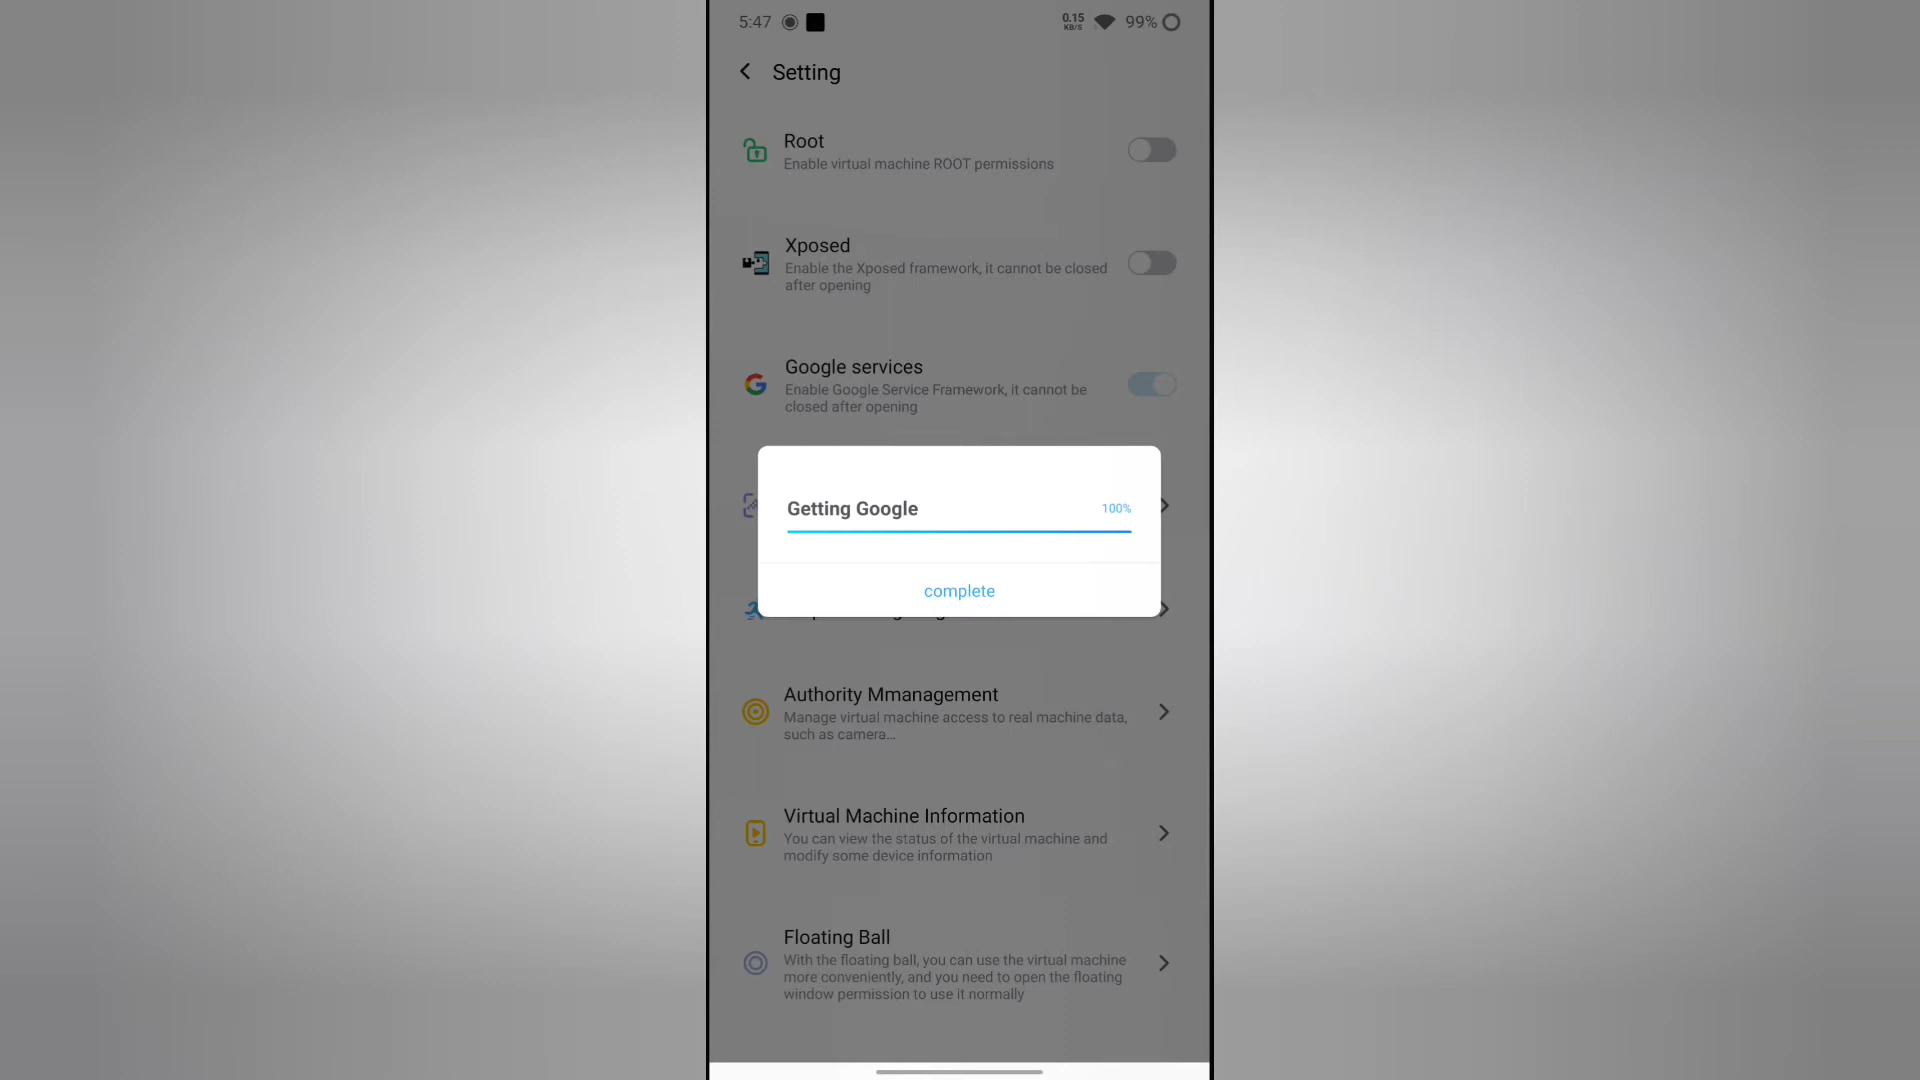 5:47
0.15
KB/S
99%
Setting
Root
Enable virtual machine ROOT permissions
Xposed
Enable the Xposed framework, it cannot be closed
after opening
Google services
Enable Google Service Framework, it cannot be
closed after opening
Getting Google
100%
complete
Authority Mmanagement
Manage virtual machine access to real machine data,
such as camera...
Virtual Machine Information
You can view the status of the virtual machine and
modify some device information
Floating Ball
With the floating ball, you can use the virtual machine
more conveniently, and you need to open the floating
window permission to use it normally